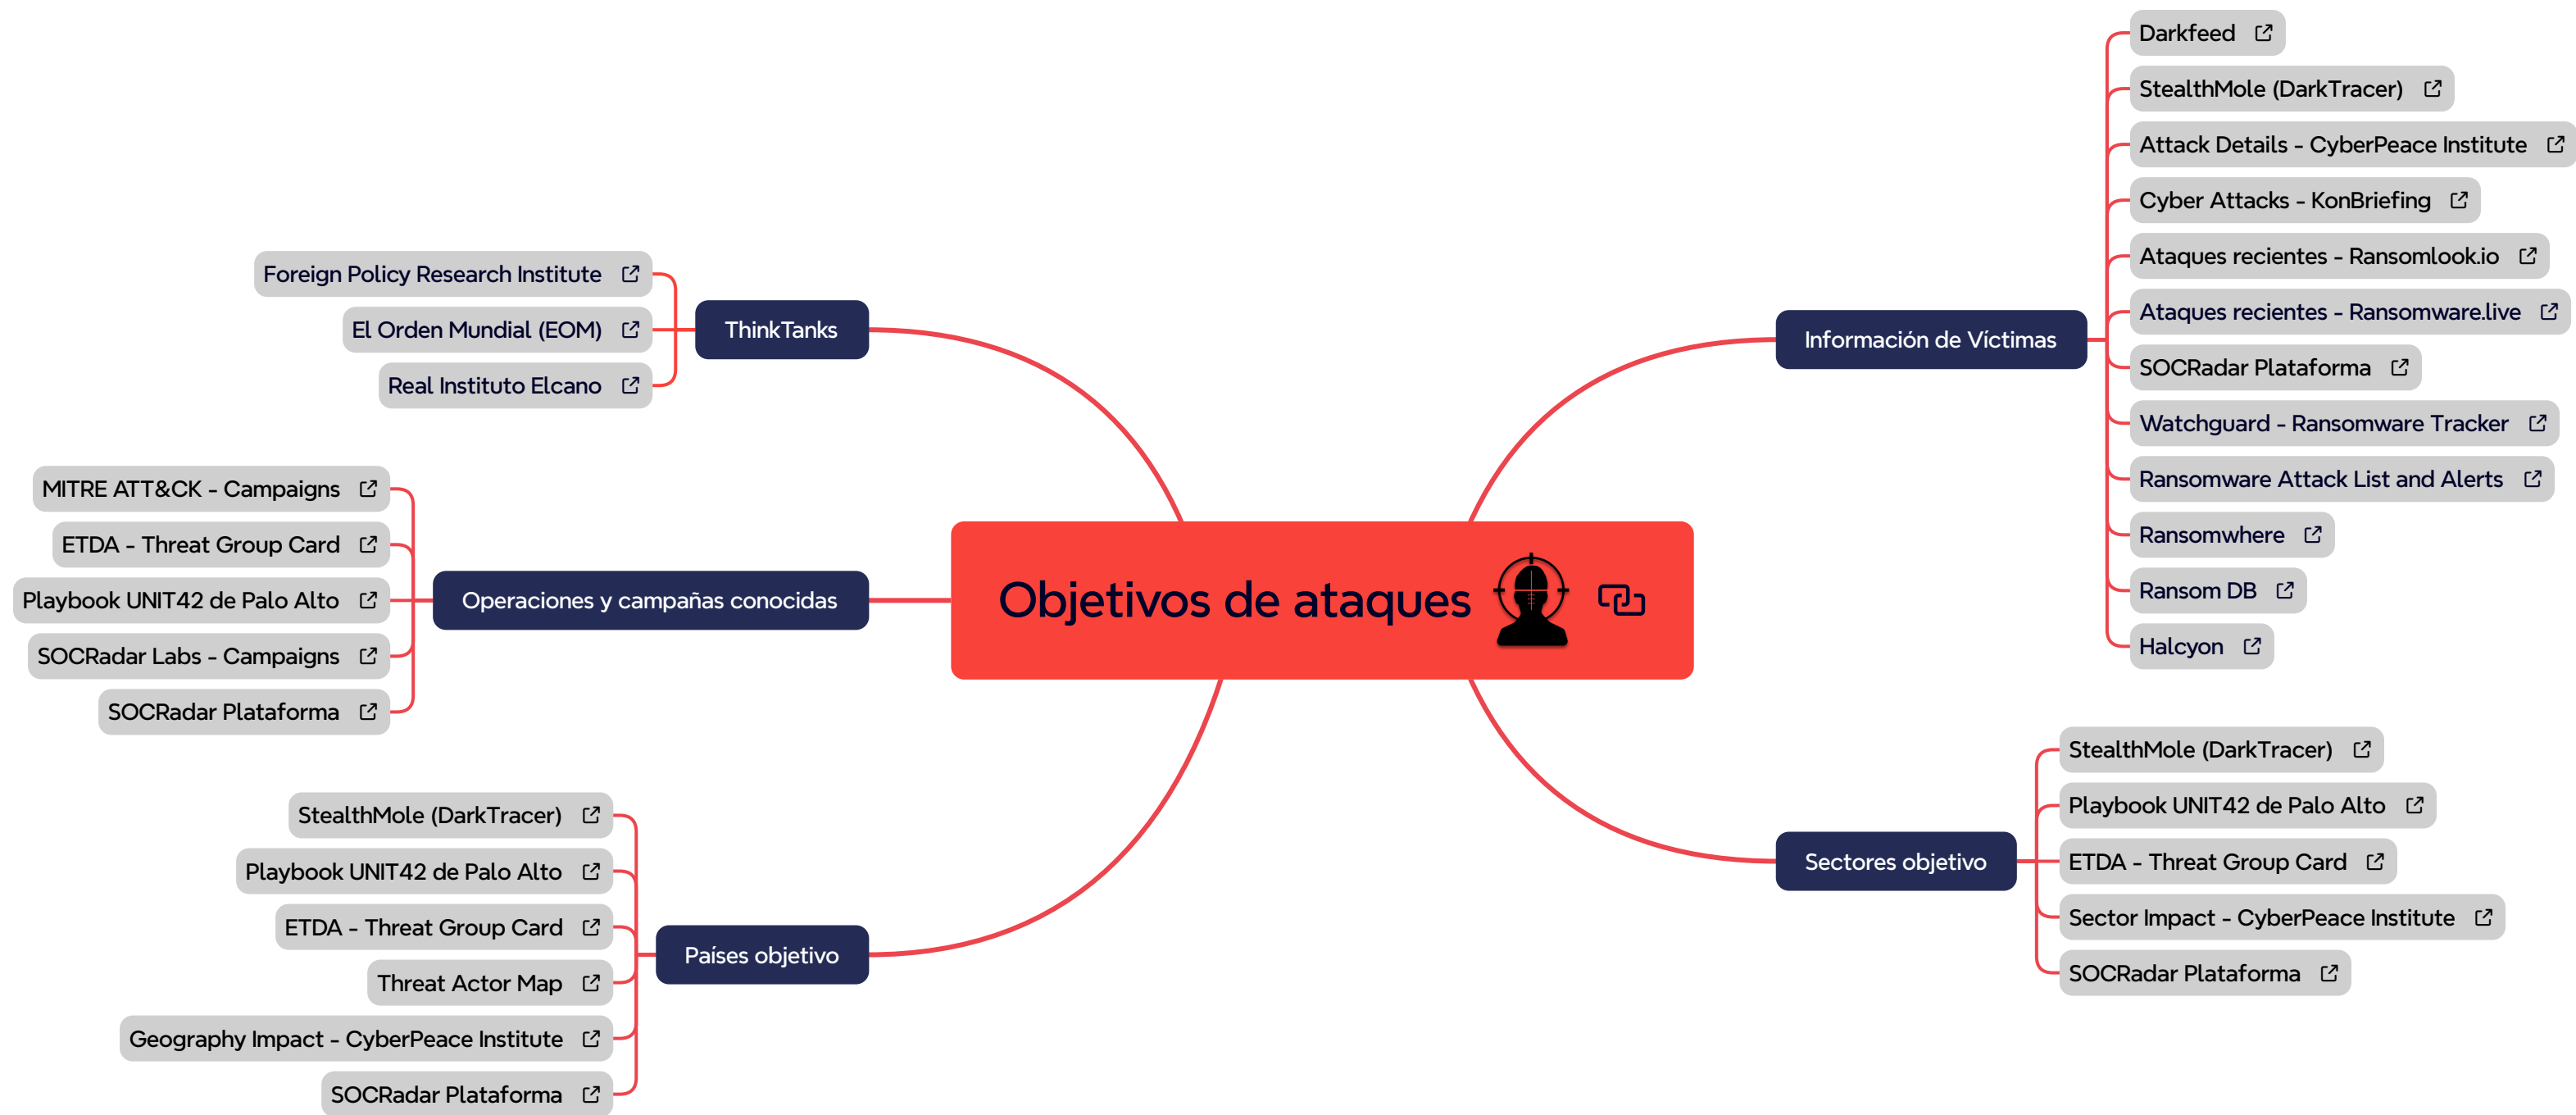 Objetivos de ataques
ThinkTanks
Foreign Policy Research Institute
El Orden Mundial (EOM)
Real Instituto Elcano
Operaciones y campañas conocidas
MITRE ATT&CK - Campaigns
ETDA - Threat Group Card
Playbook UNIT42 de Palo Alto
SOCRadar Labs - Campaigns
SOCRadar Plataforma
Países objetivo
StealthMole (DarkTracer)
Playbook UNIT42 de Palo Alto
ETDA - Threat Group Card
Threat Actor Map
Geography Impact - CyberPeace Institute
SOCRadar Plataforma
Información de Víctimas
Darkfeed
StealthMole (DarkTracer)
Attack Details - CyberPeace Institute
Cyber Attacks - KonBriefing
Ataques recientes - Ransomlook.io
Ataques recientes - Ransomware.live
SOCRadar Plataforma
Watchguard - Ransomware Tracker
Ransomware Attack List and Alerts
Ransomwhere
Ransom DB
Halcyon
Sectores objetivo
StealthMole (DarkTracer)
Playbook UNIT42 de Palo Alto
ETDA - Threat Group Card
Sector Impact - CyberPeace Institute
SOCRadar Plataforma